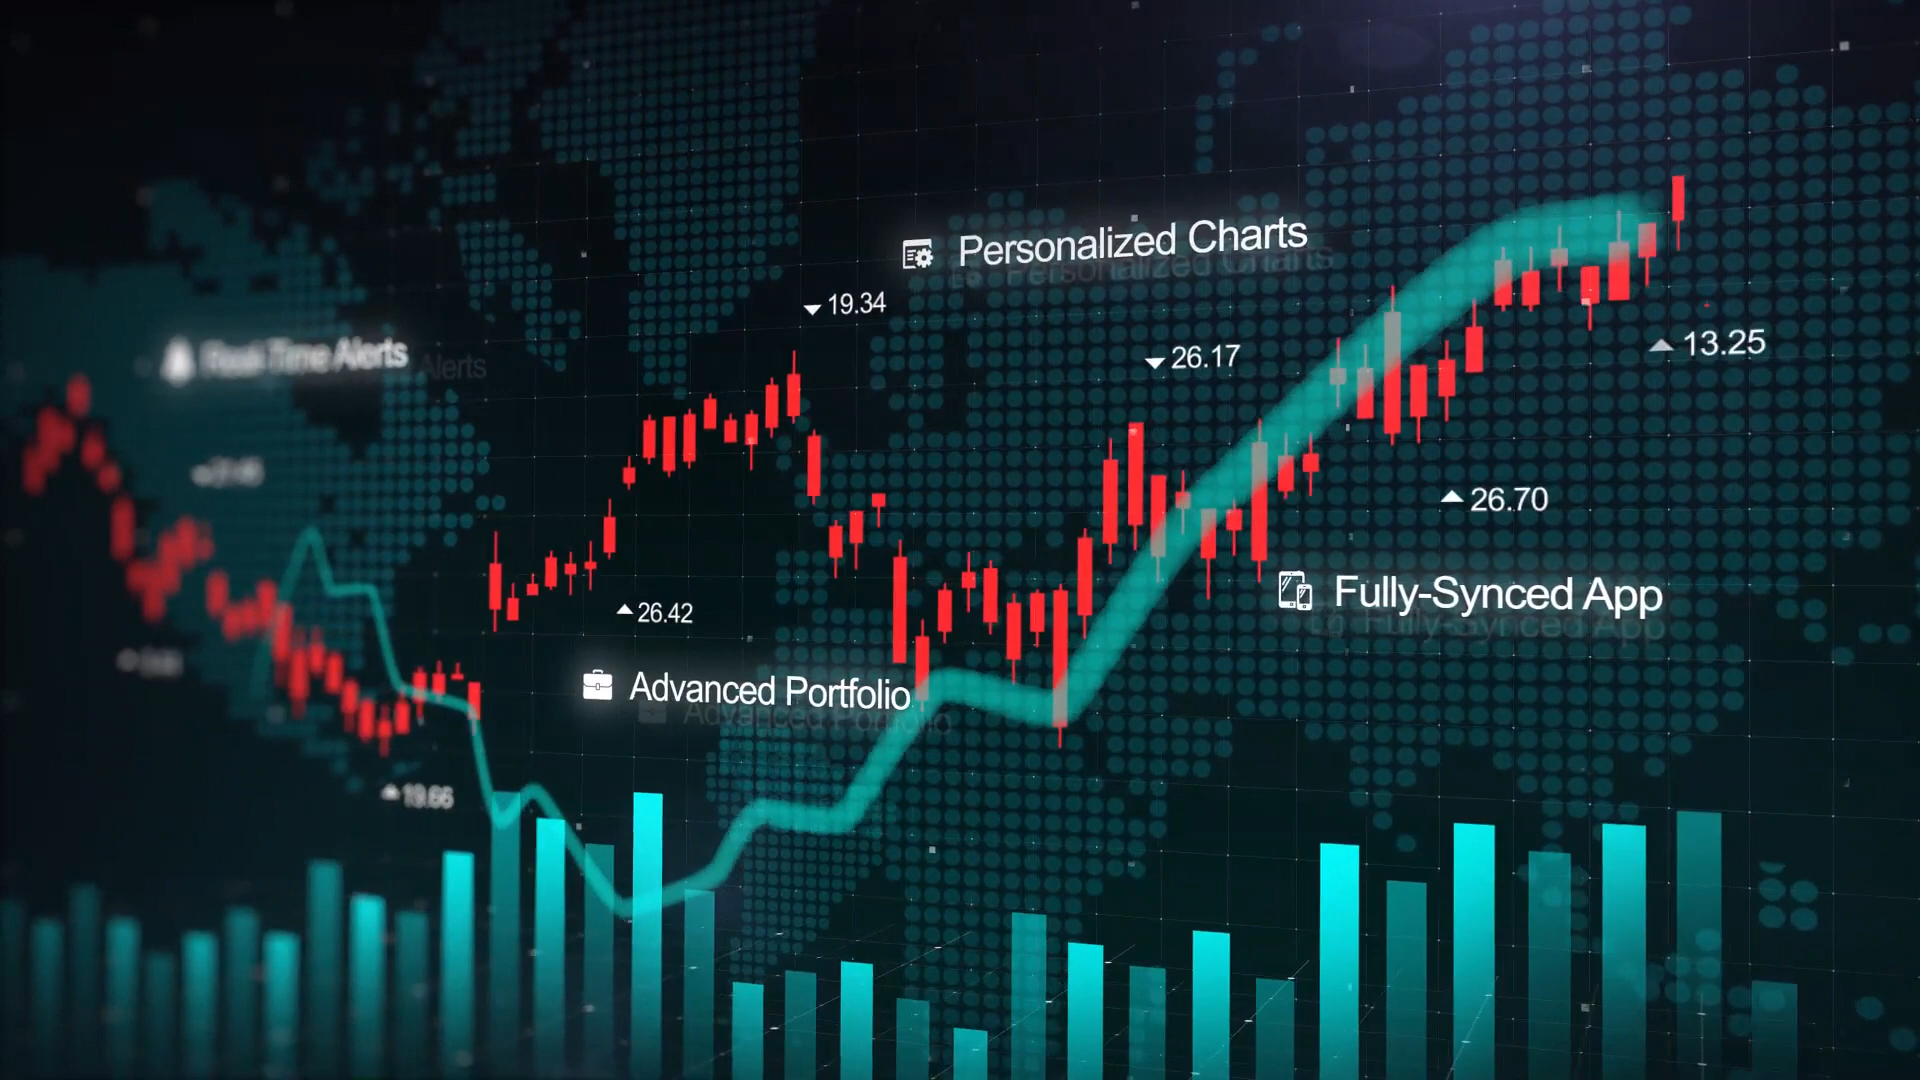 Personalized Charts
19.34
Real-Time Alerts
26.17
13.25
26.70
Fully-Synced App
26.42
Advanced Portfolio
19.66